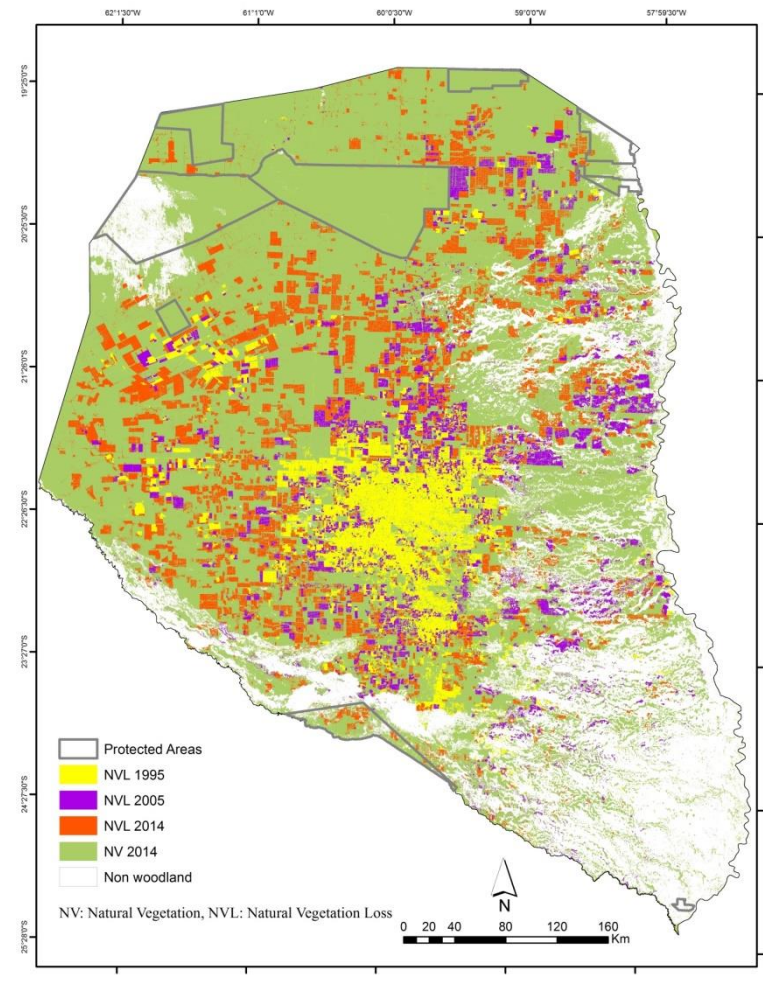 62°1'30"W 61°1'0"W 60°0'30"W 59°0'0"W 57°59'30"W
19°25'0"S
20°25'30"S
21°26'0"S
22°26'30"S
23°27'0"S
24°27'30"S
25°28'0"S
Protected Areas
NVL 1995
NVL 2005
NVL 2014
NV 2014
Non woodland
NV: Natural Vegetation, NVL: Natural Vegetation Loss
N
0 20 40 80 120 160
Km